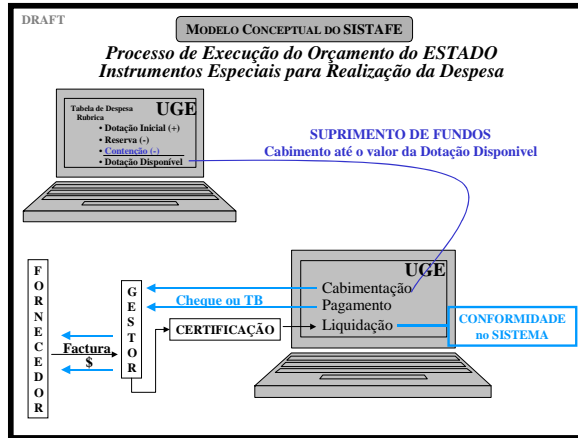 DRAFT
MODELO CONCEPTUAL DO SISTAFE
Processo de Execução do Orçamento do ESTADO
Instrumentos Especiais para Realização da Despesa
Tabela de Despesa
UGE
Rubrica
• Dotação Inicial (+)
• Reserva (-)
• Contenção (-)
• Dotação Disponível
SUPRIMENTO DE FUNDOS
Cabimento até o valor da Dotação Disponivel
UGE
Cabimentação
Pagamento
Liquidação
CONFORMIDADE
no SISTEMA
Cheque ou TB
CERTIFICAÇÃO
GESTOR
Factura
$
FORNECEDOR